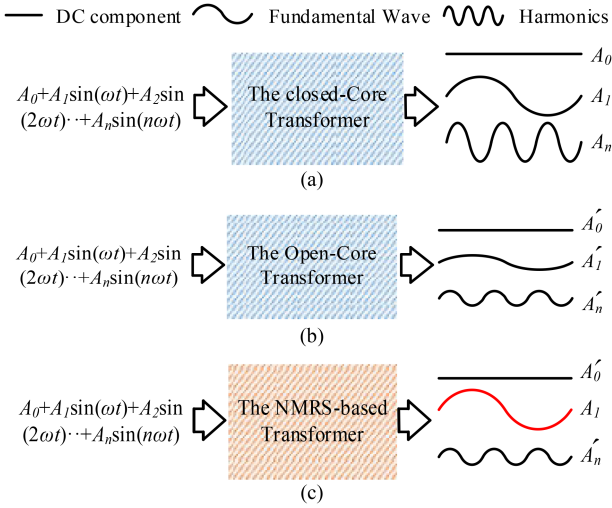 DC component Fundamental Wave Harmonics
A0+A1sin(ωt)+A2sin
(2ωt)··+Ansin(nωt)
The closed-Core
Transformer
A0
A1
An
(a)
A0+A1sin(ωt)+A2sin
(2ωt)··+Ansin(nωt)
The Open-Core
Transformer
A′0
A′1
A′n
(b)
A0+A1sin(ωt)+A2sin
(2ωt)··+Ansin(nωt)
The NMRS-based
Transformer
A′0
A1
A′n
(c)